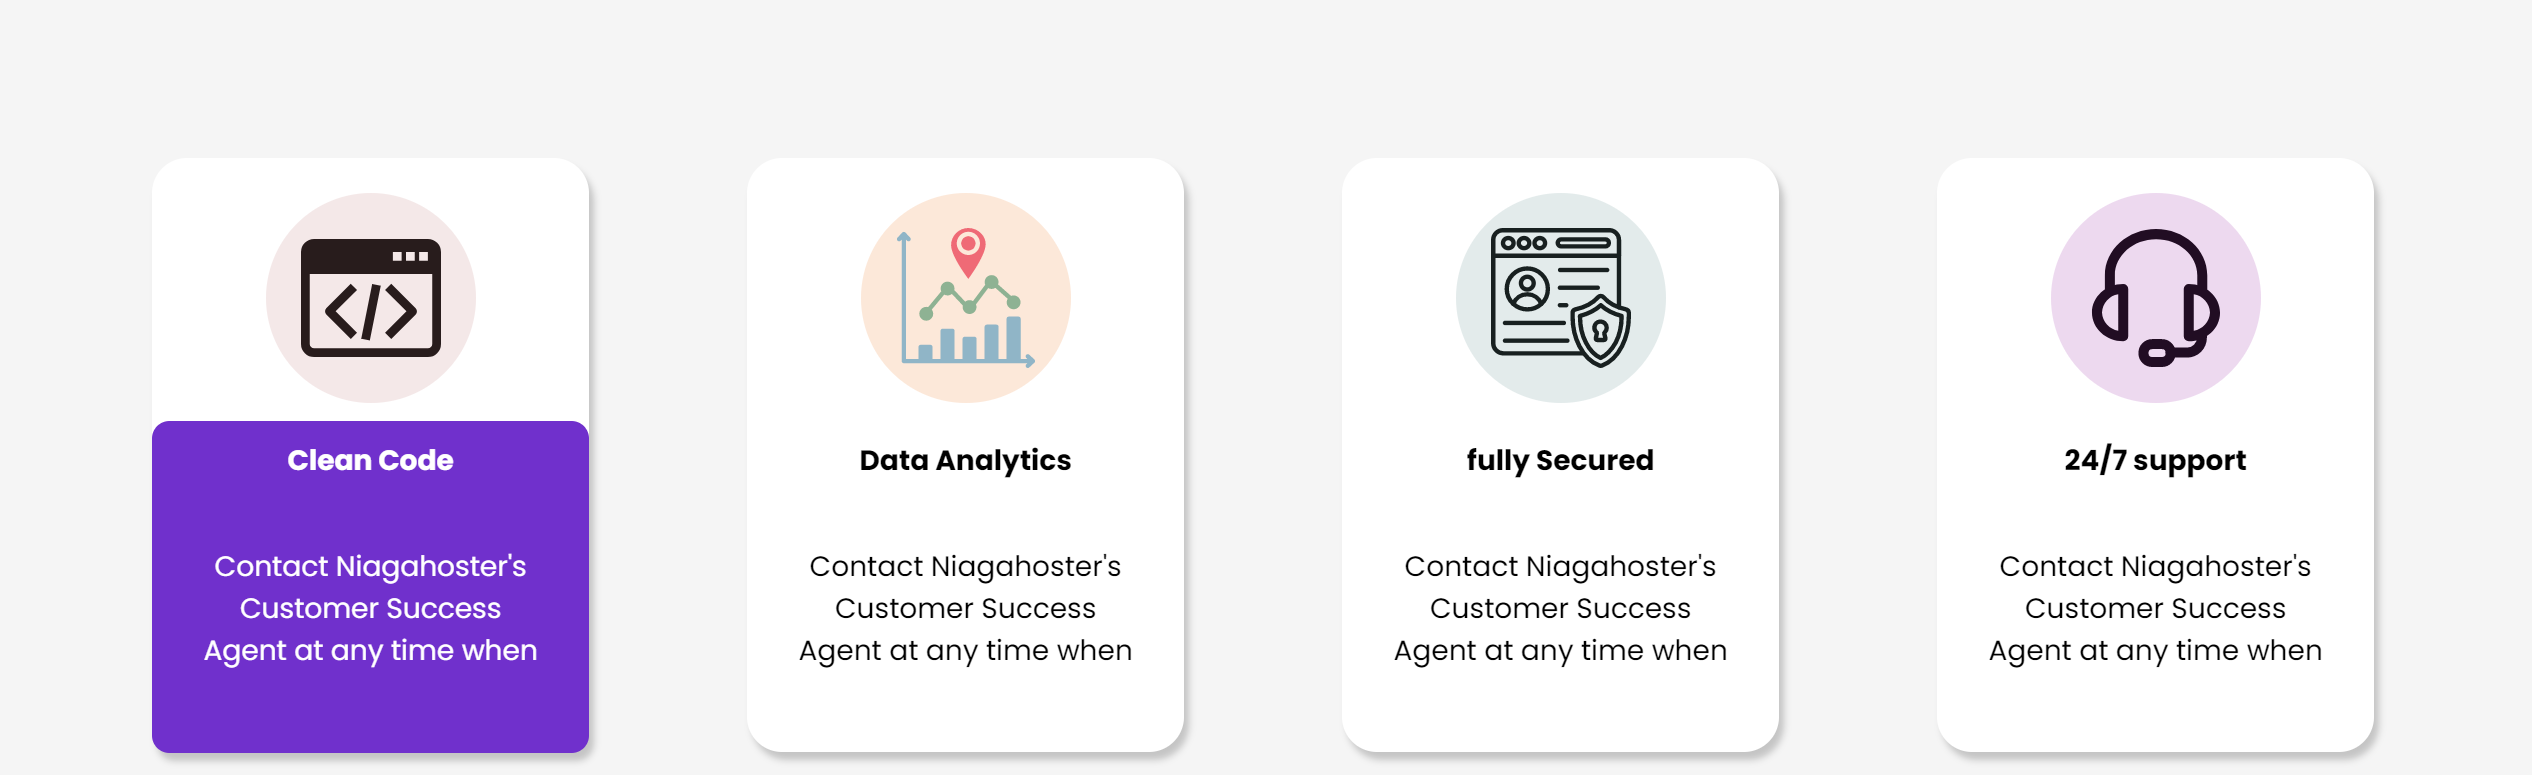 Clean Code
Contact Niagahoster's
Customer Success
Agent at any time when
Data Analytics
Contact Niagahoster's
Customer Success
Agent at any time when
fully Secured
Contact Niagahoster's
Customer Success
Agent at any time when
24/7 support
Contact Niagahoster's
Customer Success
Agent at any time when